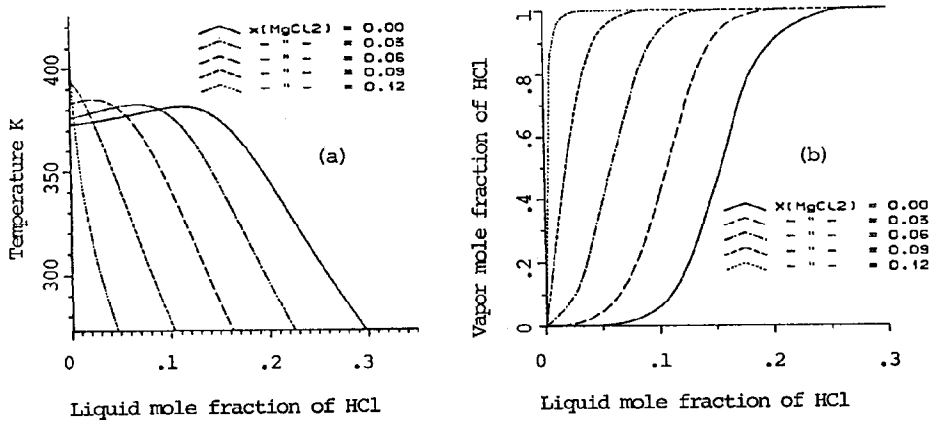 x(MgCl2) = 0.00
— " — = 0.03
— " — = 0.06
— " — = 0.09
— " — = 0.12
400
350
300
Temperature K
(a)
0 .1 .2 .3
Liquid mole fraction of HCl
1
.8
.6
.4
.2
0
Vapor mole fraction of HCl
(b)
X(MgCl2) = 0.00
— " — = 0.03
— " — = 0.06
— " — = 0.09
— " — = 0.12
0 .1 .2 .3
Liquid mole fraction of HCl